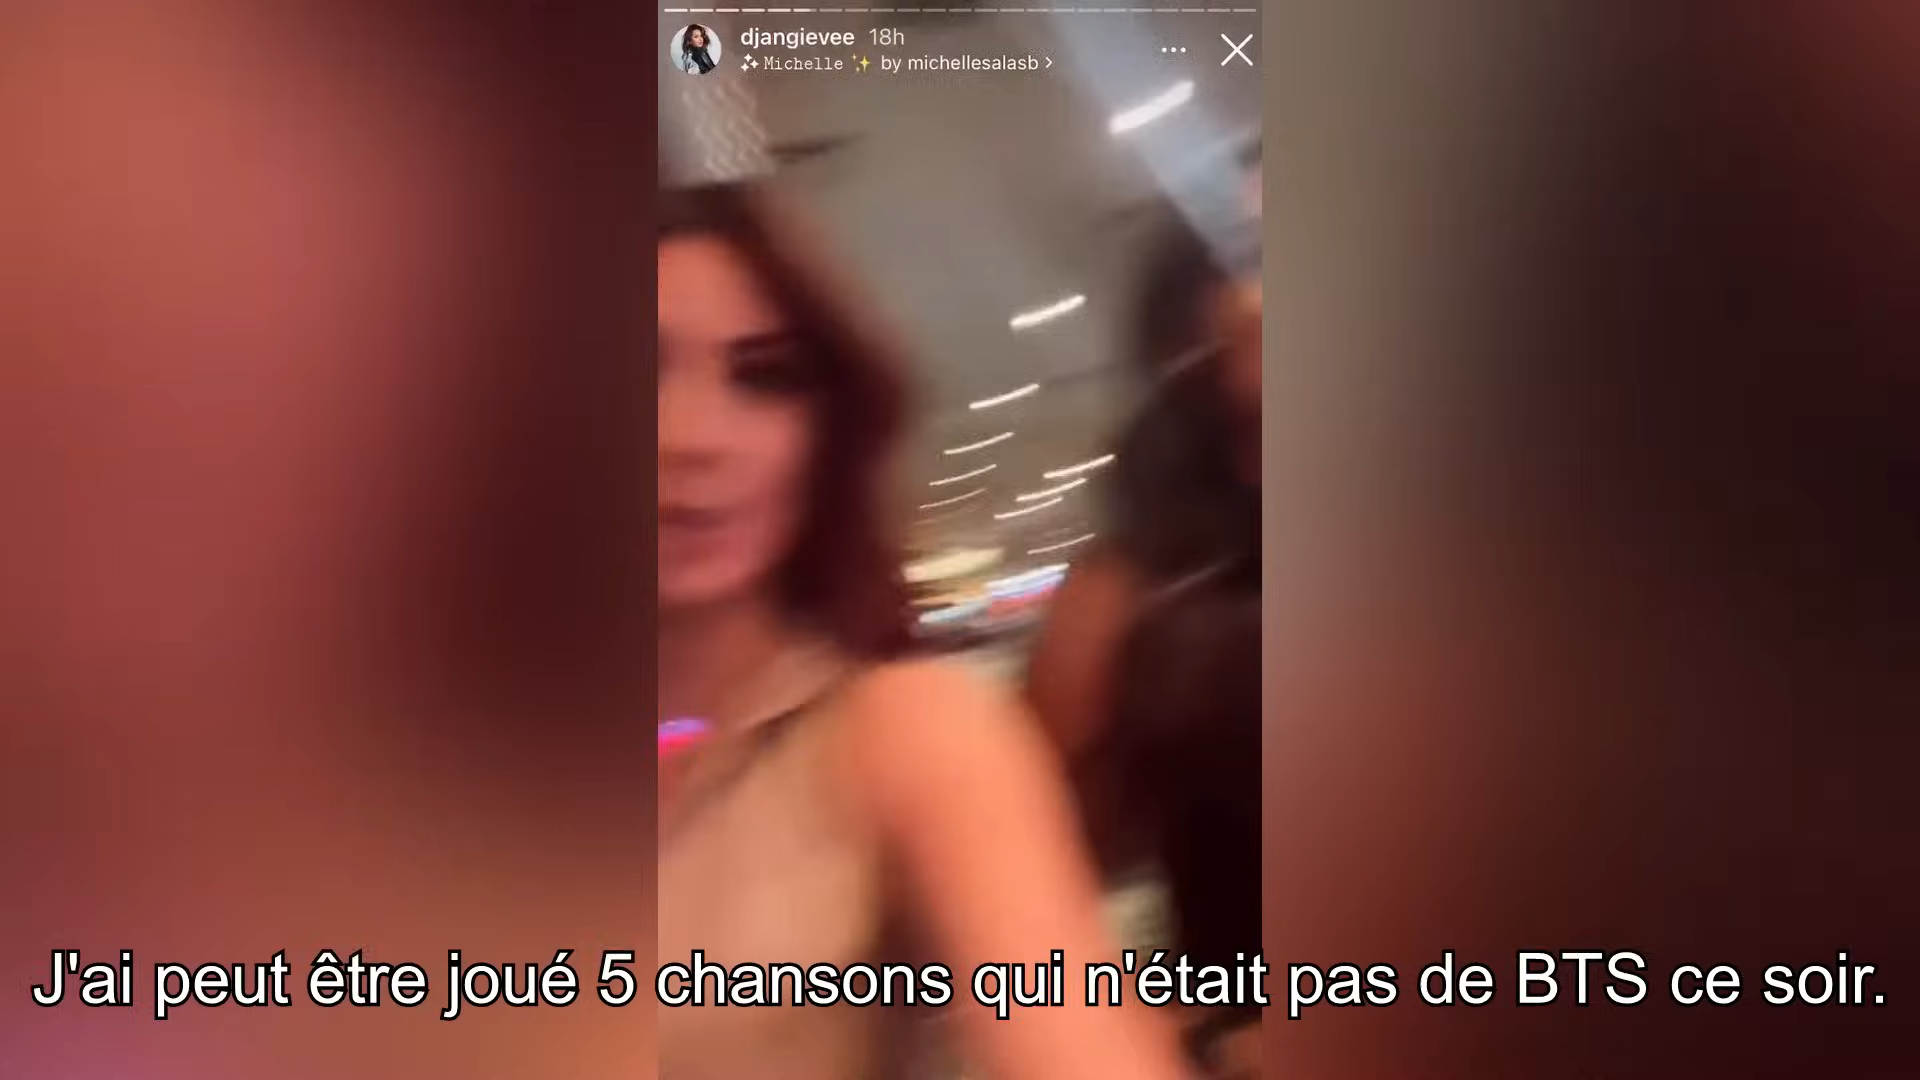 djangievee 18h
Michelle ✨ by michellesalasb >
J'ai peut être joué 5 chansons qui n'était pas de BTS ce soir.